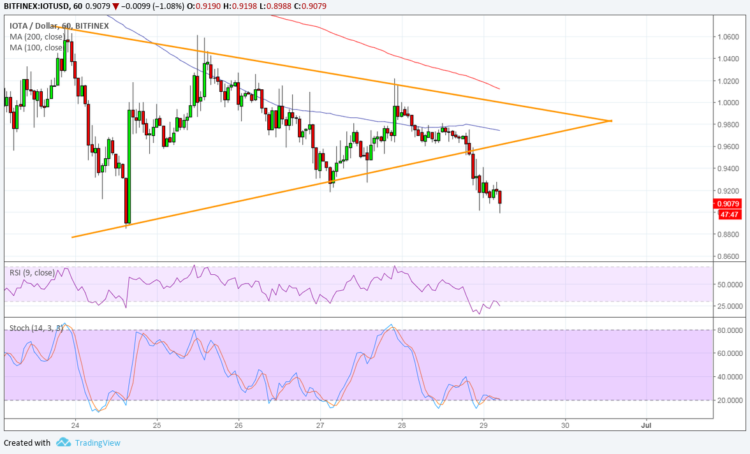 BITFINEX:IOTUSD, 60 0.9079 ▼ −0.0099 (−1.08%) O:0.9190 H:0.9198 L:0.8988 C:0.9079
IOTA / Dollar, 60, BITFINEX
MA (200, close)
MA (100, close)
1.0600
1.0400
1.0200
1.0000
0.9800
0.9600
0.9400
0.9200
0.9079
47:47
0.8800
0.8600
RSI (9, close)
50.0000
25.0000
Stoch (14, 3, 3)
80.0000
60.0000
40.0000
20.0000
24 25 26 27 28 29 30 Jul
Created with TradingView